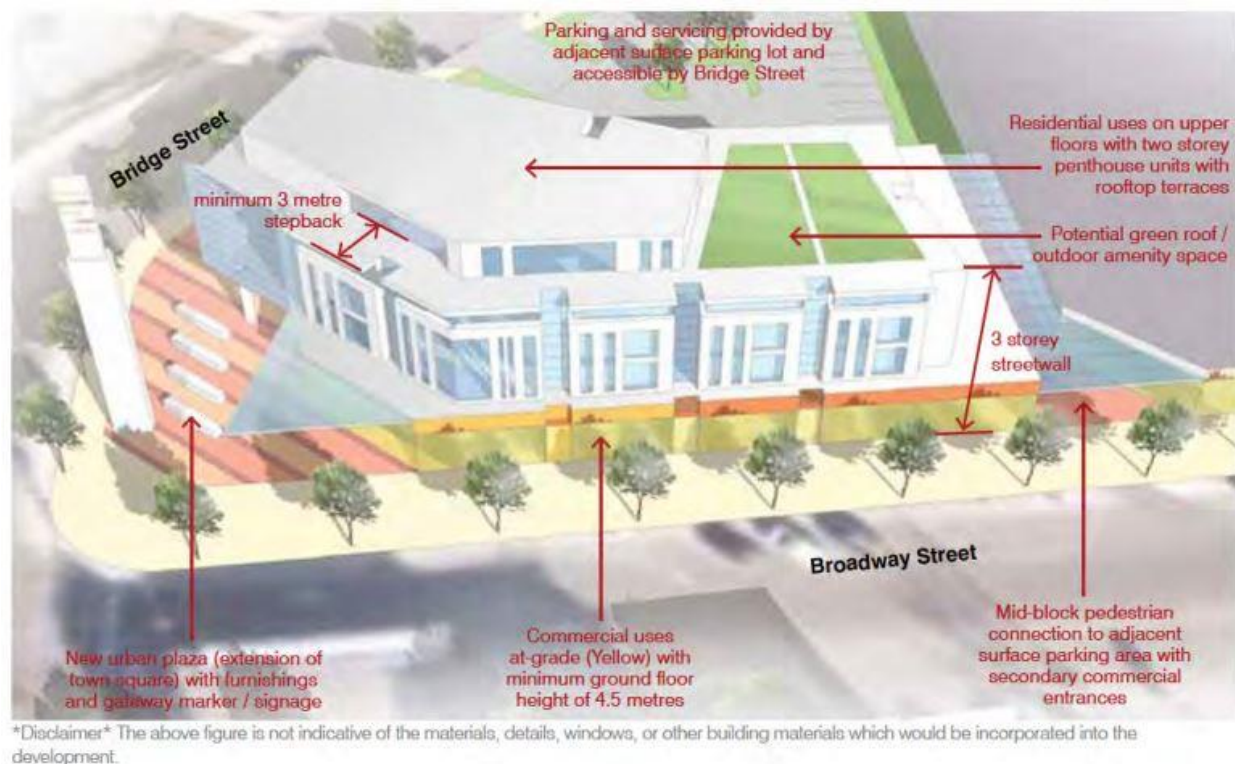 Parking and servicing provided by
adjacent surface parking lot and
accessible by Bridge Street
Bridge Street
minimum 3 metre
stepback
Residential uses on upper
floors with two storey
penthouse units with
rooftop terraces
Potential green roof /
outdoor amenity space
3 storey
streetwall
Broadway Street
New urban plaza (extension of
town square) with furnishings
and gateway marker / signage
Commercial uses
at-grade (Yellow) with
minimum ground floor
height of 4.5 metres
Mid-block pedestrian
connection to adjacent
surface parking area with
secondary commercial
entrances
*Disclaimer* The above figure is not indicative of the materials, details, windows, or other building materials which would be incorporated into the
development.